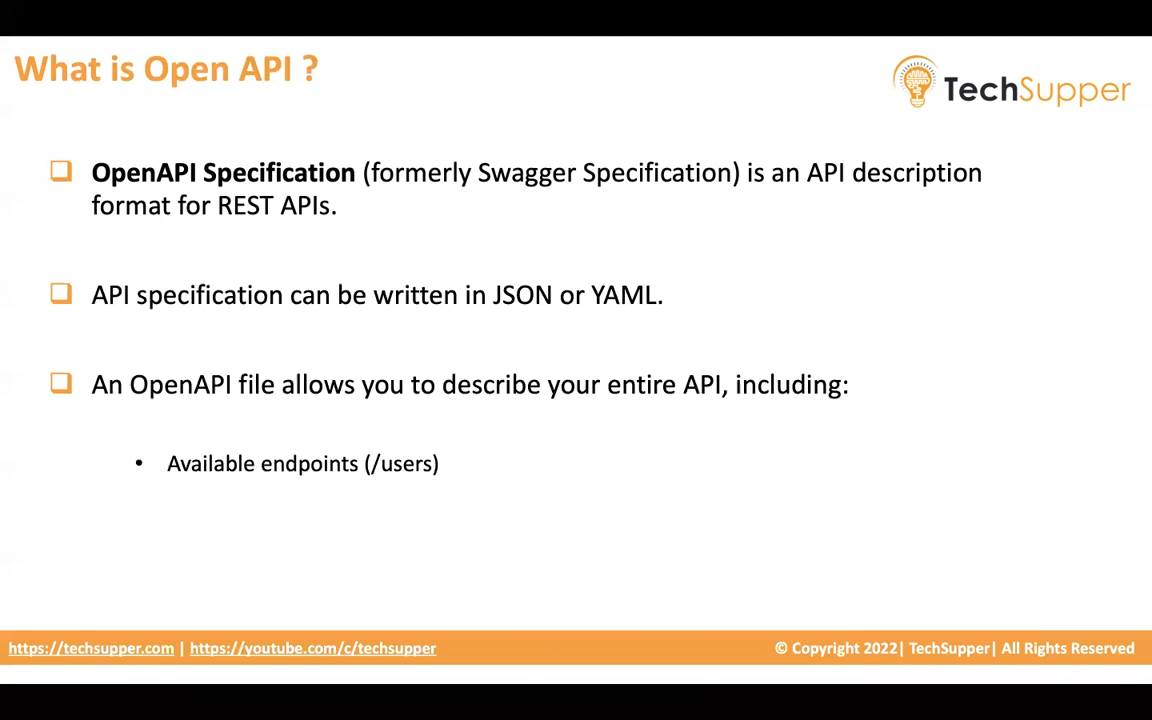 What is Open API ?
TechSupper
OpenAPI Specification (formerly Swagger Specification) is an API description
format for REST APIs.
API specification can be written in JSON or YAML.
An OpenAPI file allows you to describe your entire API, including:
• Available endpoints (/users)
https://techsupper.com | https://youtube.com/c/techsupper
© Copyright 2022| TechSupper| All Rights Reserved